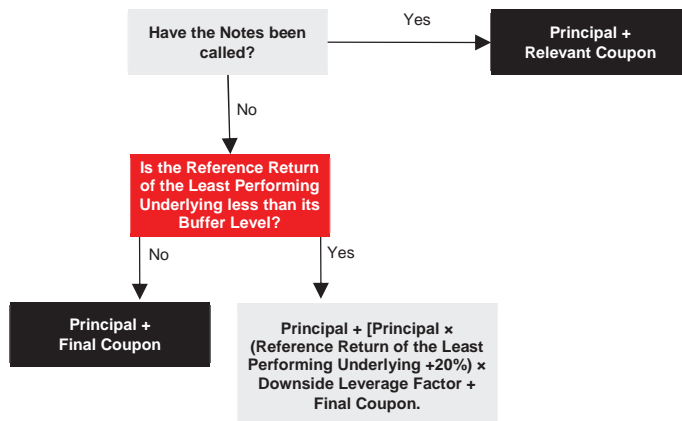 Have the Notes been
called?
Yes
Principal +
Relevant Coupon
No
Is the Reference Return
of the Least Performing
Underlying less than its
Buffer Level?
No
Yes
Principal +
Final Coupon
Principal + [Principal ×
(Reference Return of the Least
Performing Underlying +20%) ×
Downside Leverage Factor +
Final Coupon.